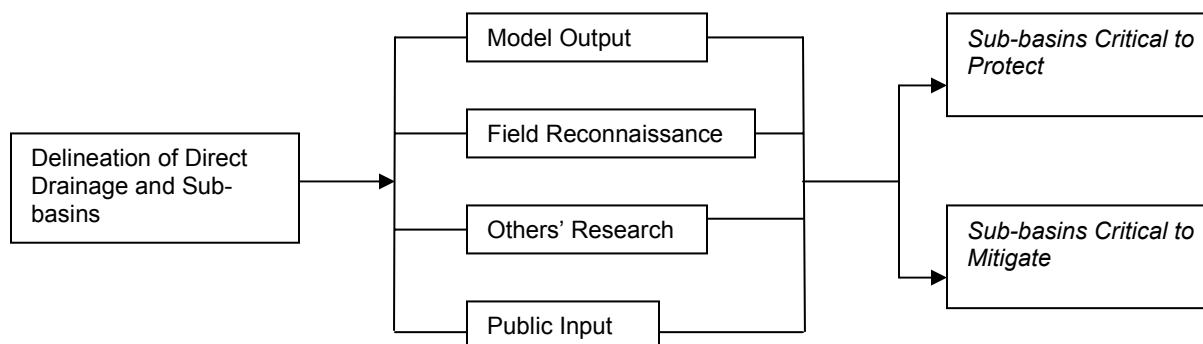 Delineation of Direct
Drainage and Sub-
basins
Model Output
Field Reconnaissance
Others’ Research
Public Input
Sub-basins Critical to
Protect
Sub-basins Critical to
Mitigate